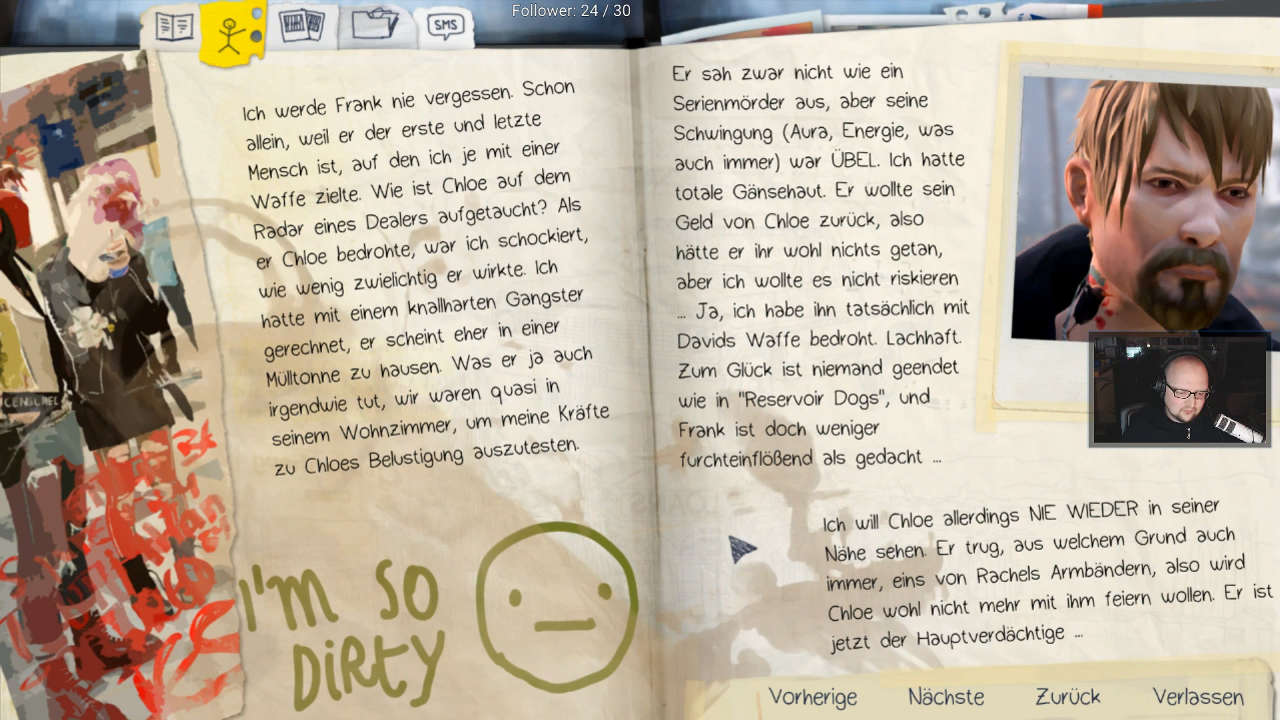 Follower: 24 / 30
SMS
Ich werde Frank nie vergessen. Schon
allein, weil er der erste und letzte
Mensch ist, auf den ich je mit einer
Waffe zielte. Wie ist Chloe auf dem
Radar eines Dealers aufgetaucht? Als
er Chloe bedrohte, war ich schockiert,
wie wenig zwielichtig er wirkte. Ich
hatte mit einem knallharten Gangster
gerechnet, er scheint eher in einer
Mülltonne zu hausen. Was er ja auch
irgendwie tut, wir waren quasi in
seinem Wohnzimmer, um meine Kräfte
zu Chloes Belustigung auszutesten.
I'M SO
DiRtY
Er sah zwar nicht wie ein
Serienmörder aus, aber seine
Schwingung (Aura, Energie, was
auch immer) war ÜBEL. Ich hatte
totale Gänsehaut. Er wollte sein
Geld von Chloe zurück, also
hätte er ihr wohl nichts getan,
aber ich wollte es nicht riskieren
... Ja, ich habe ihn tatsächlich mit
Davids Waffe bedroht. Lachhaft.
Zum Glück ist niemand geendet
wie in "Reservoir Dogs", und
Frank ist doch weniger
furchteinflößend als gedacht ...
Ich will Chloe allerdings NIE WIEDER in seiner
Nähe sehen. Er trug, aus welchem Grund auch
immer, eins von Rachels Armbändern, also wird
Chloe wohl nicht mehr mit ihm feiern wollen. Er ist
jetzt der Hauptverdächtige ...
Vorherige Nächste Zurück Verlassen